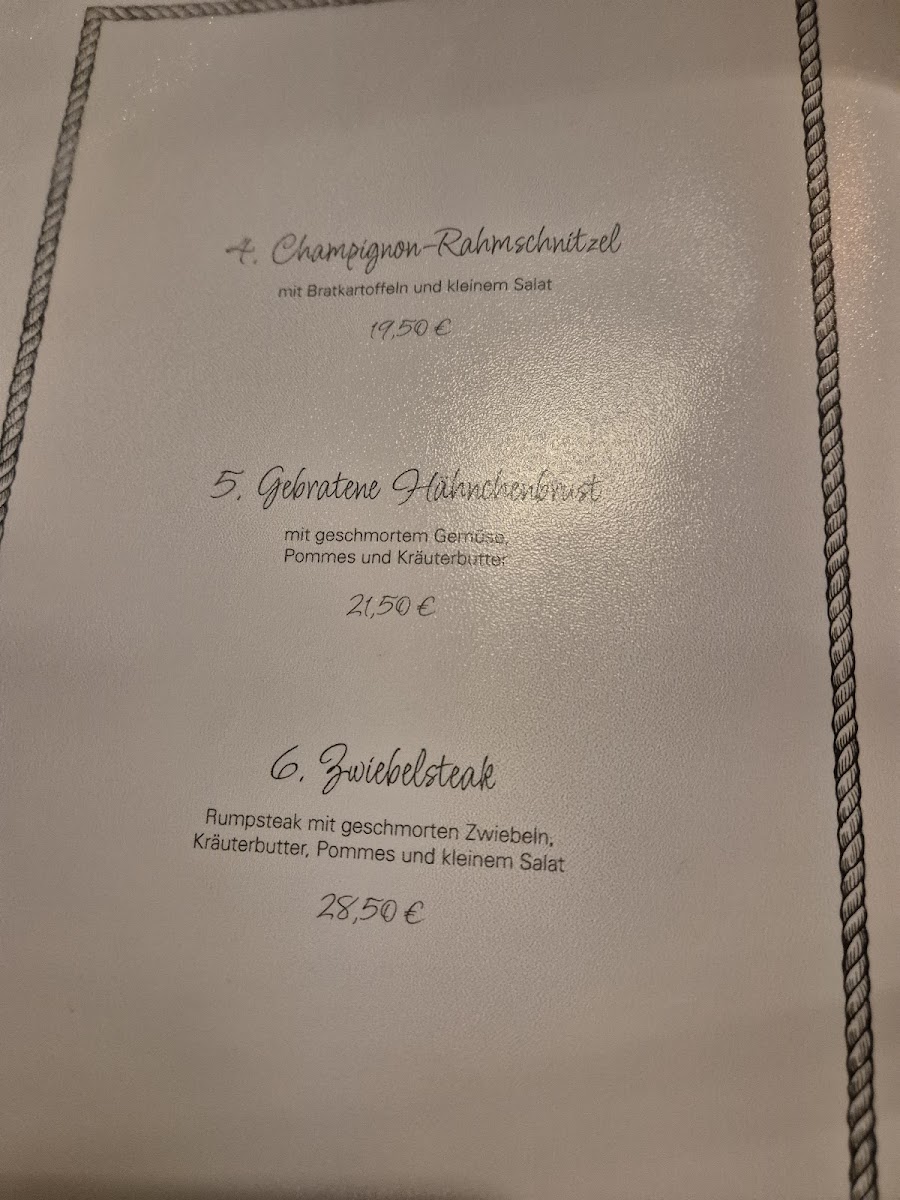 4. Champignon-Rahmschnitzel
mit Bratkartoffeln und kleinem Salat
19,50 €
5. Gebratene Hähnchenbrust
mit geschmortem Gemüse,
Pommes und Kräuterbutter
21,50 €
6. Zwiebelsteak
Rumpsteak mit geschmorten Zwiebeln,
Kräuterbutter, Pommes und kleinem Salat
28,50 €